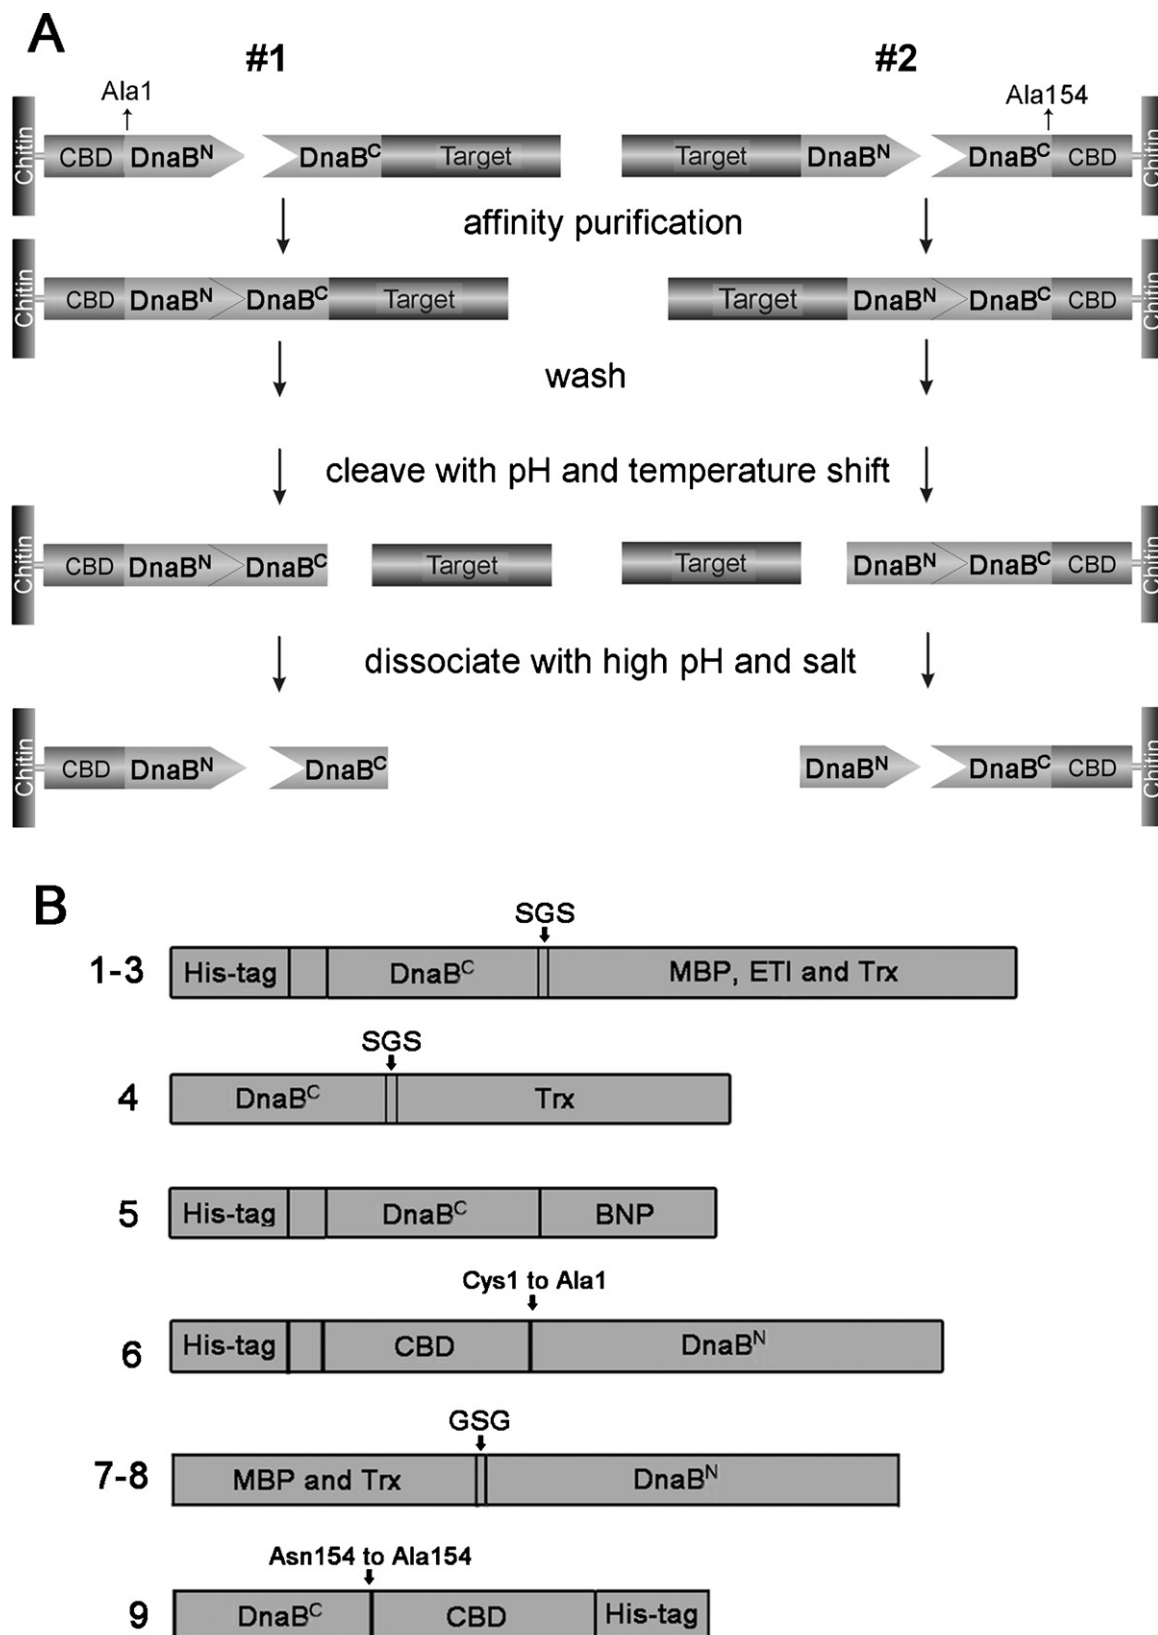 A
#1 #2
Ala1 Ala154
Chitin CBD DnaBN DnaBC Target Target DnaBN DnaBC CBD Chitin
affinity purification
Chitin CBD DnaBN DnaBC Target Target DnaBN DnaBC CBD Chitin
wash
cleave with pH and temperature shift
Chitin CBD DnaBN DnaBC Target Target DnaBN DnaBC CBD Chitin
dissociate with high pH and salt
Chitin CBD DnaBN DnaBC DnaBN DnaBC CBD Chitin
B
SGS
1-3 His-tag DnaBC MBP, ETI and Trx
SGS
4 DnaBC Trx
5 His-tag DnaBC BNP
Cys1 to Ala1
6 His-tag CBD DnaBN
GSG
7-8 MBP and Trx DnaBN
Asn154 to Ala154
9 DnaBC CBD His-tag